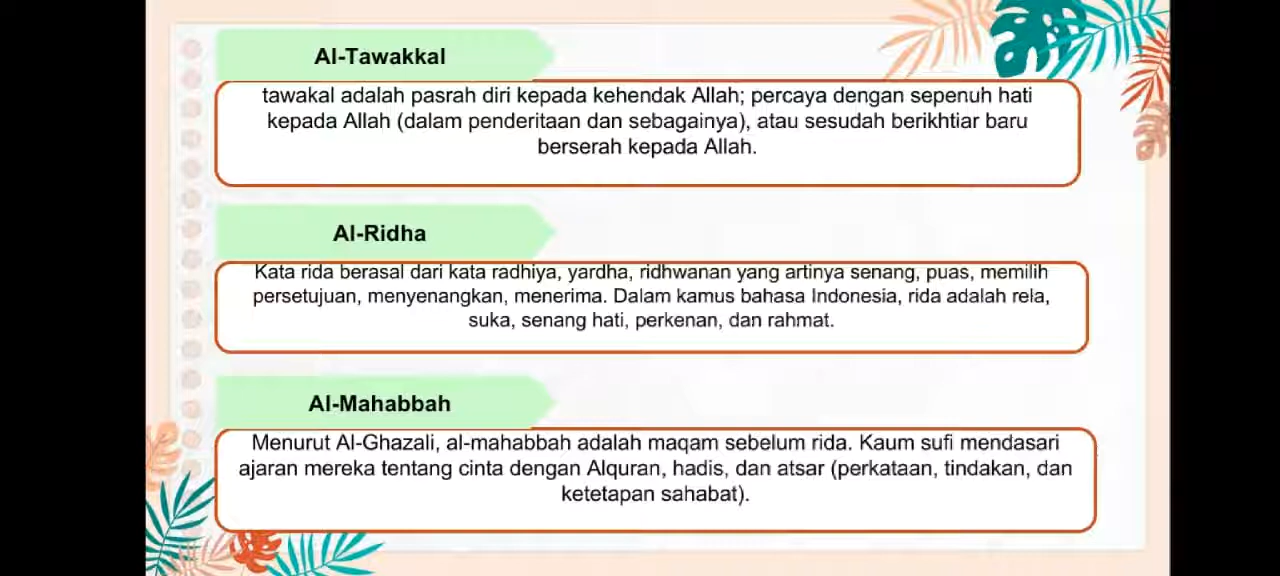 Al-Tawakkal
tawakal adalah pasrah diri kepada kehendak Allah; percaya dengan sepenuh hati
kepada Allah (dalam penderitaan dan sebagainya), atau sesudah berikhtiar baru
berserah kepada Allah.
Al-Ridha
Kata rida berasal dari kata radhiya, yardha, ridhwanan yang artinya senang, puas, memilih
persetujuan, menyenangkan, menerima. Dalam kamus bahasa Indonesia, rida adalah rela,
suka, senang hati, perkenan, dan rahmat.
Al-Mahabbah
Menurut Al-Ghazali, al-mahabbah adalah maqam sebelum rida. Kaum sufi mendasari
ajaran mereka tentang cinta dengan Alquran, hadis, dan atsar (perkataan, tindakan, dan
ketetapan sahabat).